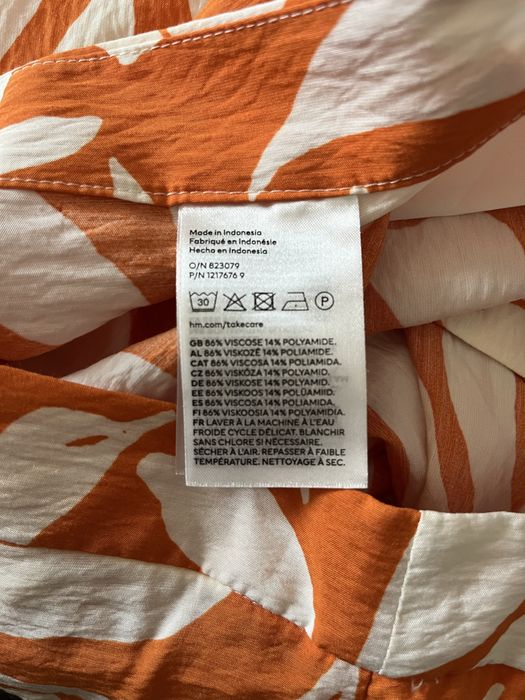 Made in Indonesia
Fabriqué en Indonésie
Hecho en Indonesia
O/N 823079
P/N 1217676 9
30 P
hm.com/takecare
GB 86% VISCOSE 14% POLYAMIDE.
AL 86% VISKOZË 14% POLIAMID.
CAT 86% VISCOSA 14% POLIAMIDA.
CZ 86% VISKÓZA 14% POLYAMID.
DE 86% VISKOSE 14% POLYAMID.
EE 86% VISKOOS 14% POLÜAMIID.
ES 86% VISCOSA 14% POLIAMIDA.
FI 86% VISKOOSIA 14% POLYAMIDIA.
FR LAVER À LA MACHINE À L'EAU
FROIDE CYCLE DÉLICAT. BLANCHIR
SANS CHLORE SI NÉCESSAIRE.
SÉCHER À L'AIR. REPASSER À FAIBLE
TEMPÉRATURE. NETTOYAGE À SEC.